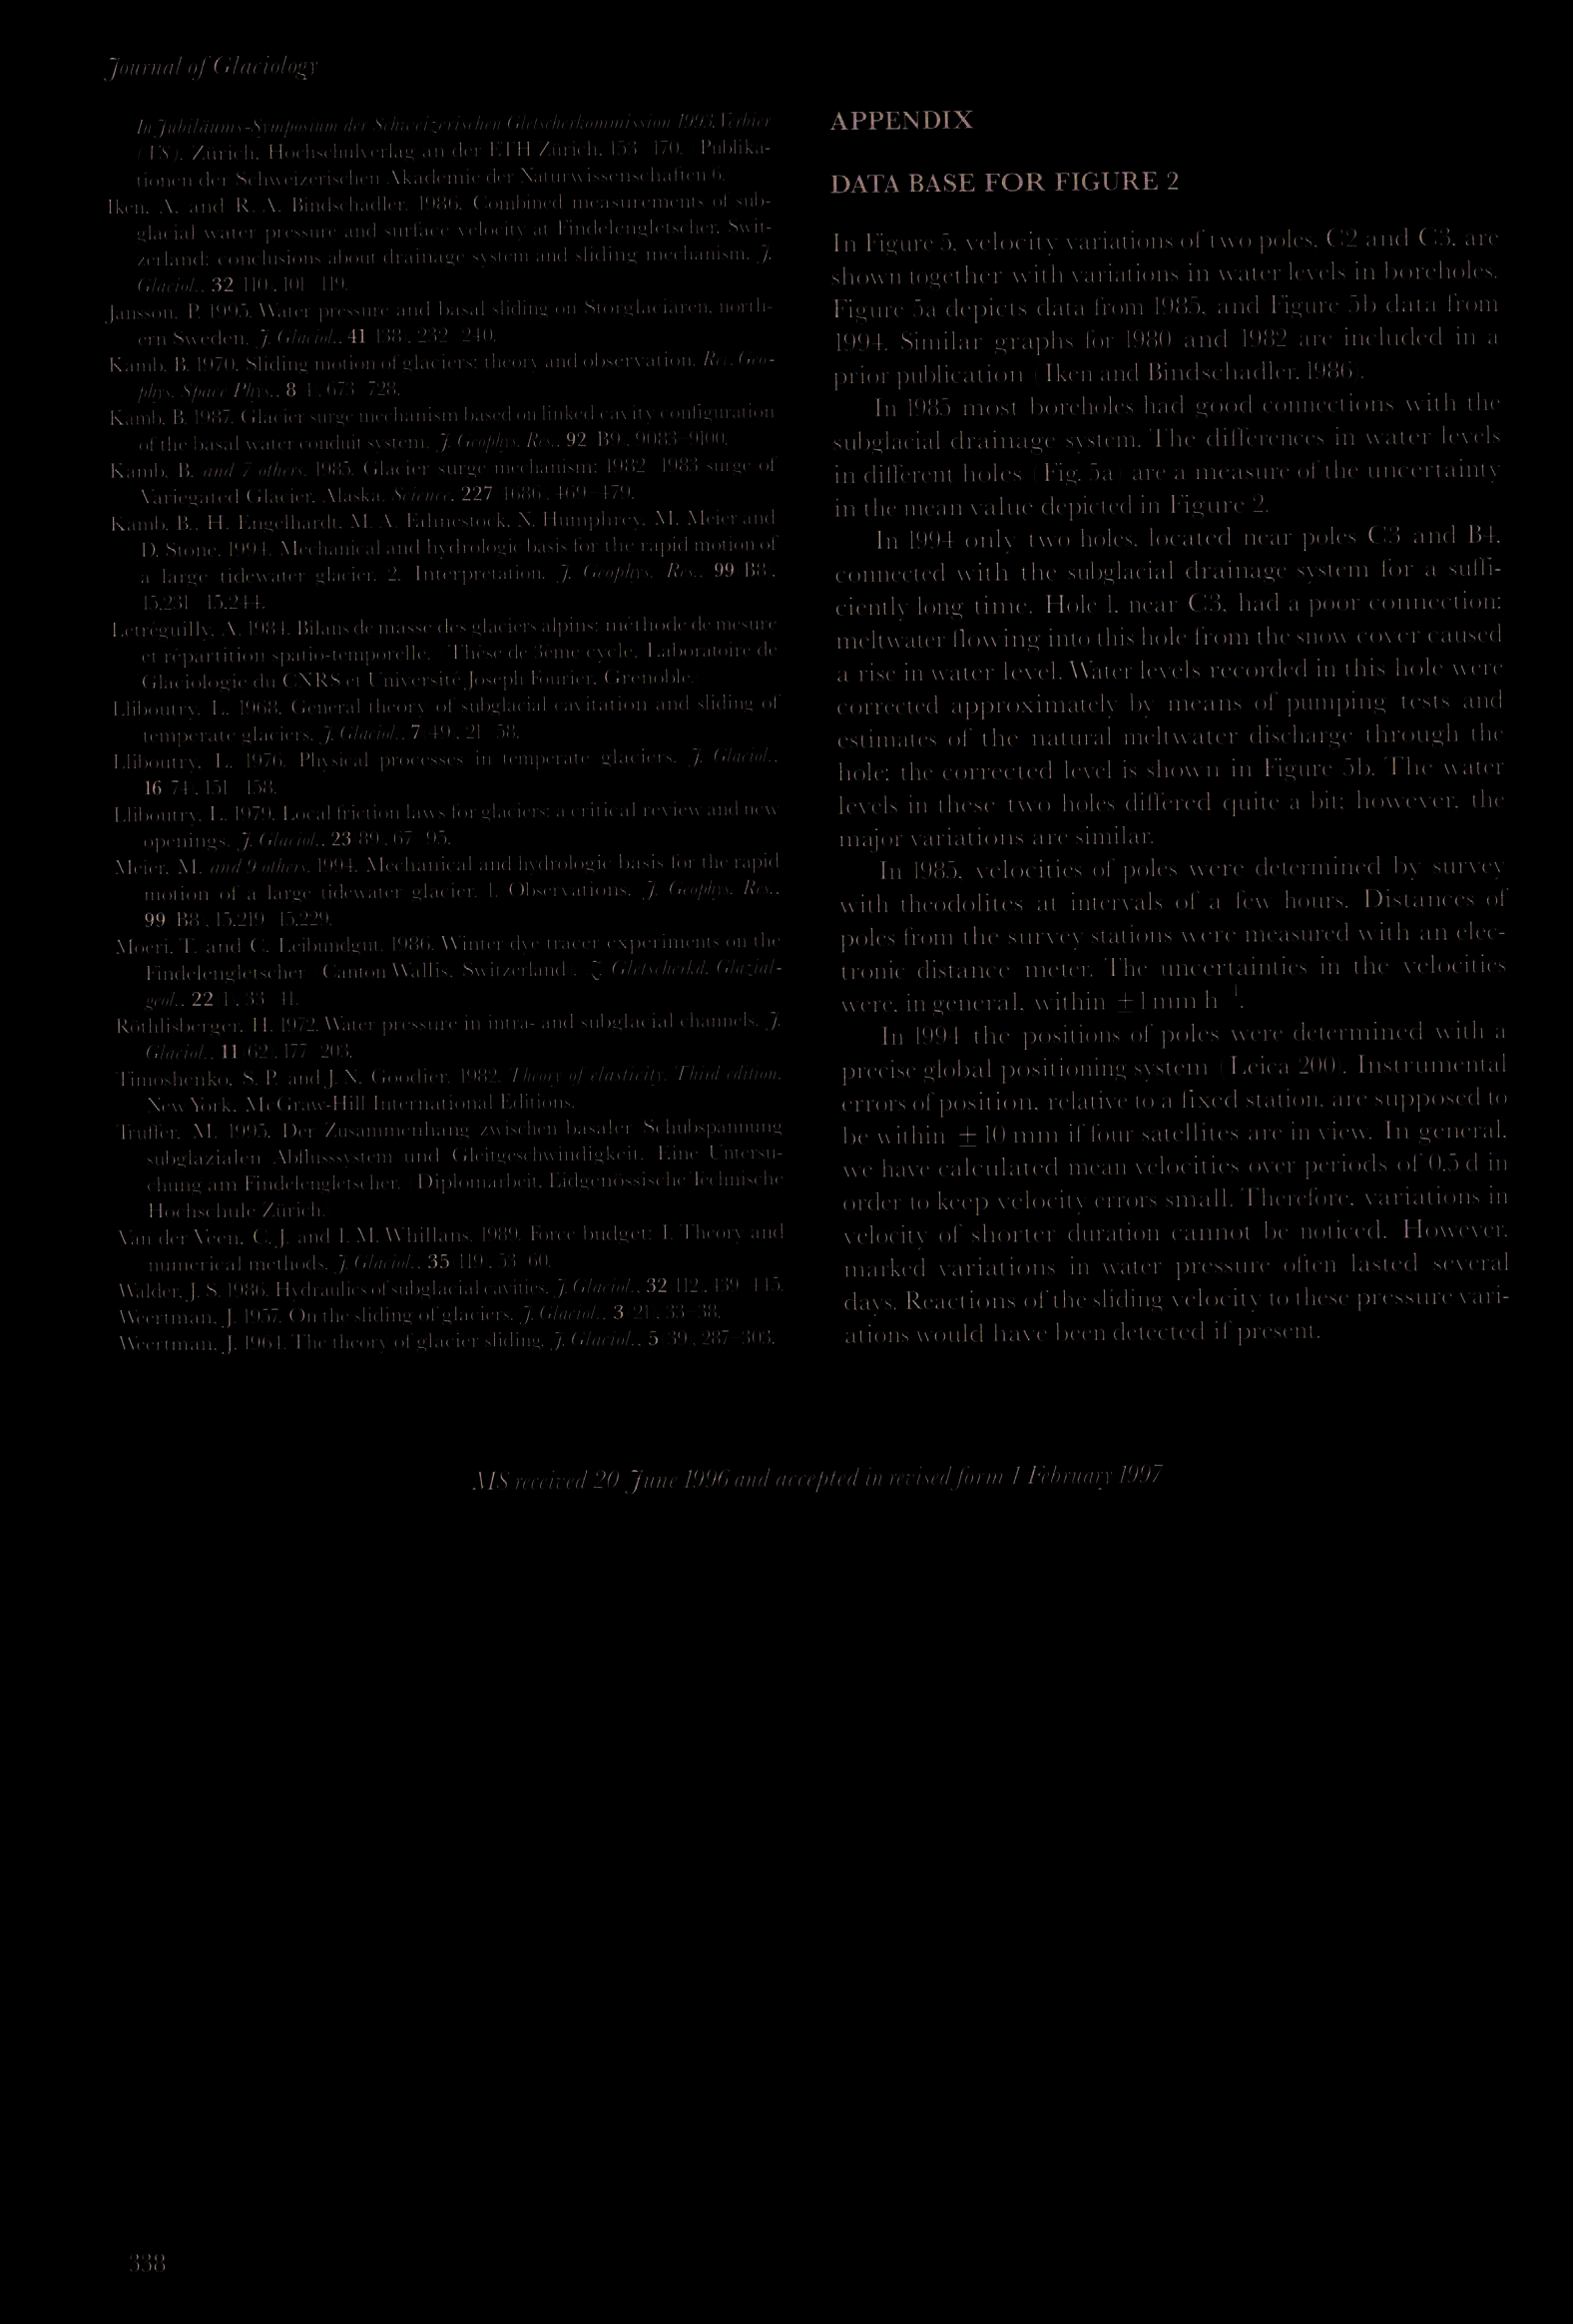 Journal of Glaciology
In Jubiläums-Symposium der Schweizerischen Gletscherkommission 1993, Verbier
(VS). Zürich, Hochschulverlag an der ETH Zürich, 153–170. (Publika-
tionen der Schweizerischen Akademie der Naturwissenschaften 6.)
Iken, A. and R. A. Bindschadler. 1986. Combined measurements of sub-
glacial water pressure and surface velocity at Findelengletscher, Swit-
zerland: conclusions about drainage system and sliding mechanism. J.
Glaciol., 32(110), 101–119.
Jansson, P. 1995. Water pressure and basal sliding on Storglaciären, north-
ern Sweden. J. Glaciol., 41(138), 232–240.
Kamb, B. 1970. Sliding motion of glaciers: theory and observation. Rev. Geo-
phys. Space Phys., 8(4), 673–728.
Kamb, B. 1987. Glacier surge mechanism based on linked cavity configuration
of the basal water conduit system. J. Geophys. Res., 92(B9), 9083–9100.
Kamb, B. and 7 others. 1985. Glacier surge mechanism: 1982–1983 surge of
Variegated Glacier, Alaska. Science, 227(4686), 469–479.
Kamb, B., H. Engelhardt, M. A. Fahnestock, N. Humphrey, M. Meier and
D. Stone. 1994. Mechanical and hydrologic basis for the rapid motion of
a large tidewater glacier. 2. Interpretation. J. Geophys. Res., 99(B8),
15,231–15,244.
Letréguilly, A. 1984. Bilans de masse des glaciers alpins: méthode de mesure
et répartition spatio-temporelle. (Thèse de 3ème cycle, Laboratoire de
Glaciologie du CNRS et Université Joseph Fourier, Grenoble.)
Lliboutry, L. 1968. General theory of subglacial cavitation and sliding of
temperate glaciers. J. Glaciol., 7(49), 21–58.
Lliboutry, L. 1976. Physical processes in temperate glaciers. J. Glaciol.,
16(74), 151–158.
Lliboutry, L. 1979. Local friction laws for glaciers: a critical review and new
openings. J. Glaciol., 23(89), 67–95.
Meier, M. and 9 others. 1994. Mechanical and hydrologic basis for the rapid
motion of a large tidewater glacier. 1. Observations. J. Geophys. Res.,
99(B8), 15,219–15,229.
Moeri, T. and C. Leibundgut. 1986. Winter dye tracer experiments on the
Findelengletscher (Canton Wallis, Switzerland). Z. Gletscherkd. Glazial-
geol., 22(1), 33–41.
Röthlisberger, H. 1972. Water pressure in intra- and subglacial channels. J.
Glaciol., 11(62), 177–203.
Timoshenko, S. P. and J. N. Goodier. 1982. Theory of elasticity. Third edition.
New York, McGraw-Hill International Editions.
Truffer, M. 1995. Der Zusammenhang zwischen basaler Schubspannung
subglazialen Abflusssystem und Gleitgeschwindigkeit. Eine Untersu-
chung am Findelengletscher. (Diplomarbeit, Eidgenössische Technische
Hochschule Zürich.)
Van der Veen, C. J. and I. M. Whillans. 1989. Force budget: I. Theory and
numerical methods. J. Glaciol., 35(119), 53–60.
Walder, J. S. 1986. Hydraulics of subglacial cavities. J. Glaciol., 32(112), 439–445.
Weertman, J. 1957. On the sliding of glaciers. J. Glaciol., 3(21), 33–38.
Weertman, J. 1964. The theory of glacier sliding. J. Glaciol., 5(39), 287–303.
APPENDIX
DATA BASE FOR FIGURE 2
In Figure 5, velocity variations of two poles, C2 and C3, are
shown together with variations in water levels in boreholes.
Figure 5a depicts data from 1985, and Figure 5b data from
1994. Similar graphs for 1980 and 1982 are included in a
prior publication (Iken and Bindschadler, 1986).
In 1985 most boreholes had good connections with the
subglacial drainage system. The differences in water levels
in different holes (Fig. 5a) are a measure of the uncertainty
in the mean value depicted in Figure 2.
In 1994 only two holes, located near poles C3 and B4,
connected with the subglacial drainage system for a suffi-
ciently long time. Hole 1, near C3, had a poor connection;
meltwater flowing into this hole from the snow cover caused
a rise in water level. Water levels recorded in this hole were
corrected approximately by means of pumping tests and
estimates of the natural meltwater discharge through the
hole; the corrected level is shown in Figure 5b. The water
levels in these two holes differed quite a bit; however, the
major variations are similar.
In 1985, velocities of poles were determined by survey
with theodolites at intervals of a few hours. Distances of
poles from the survey stations were measured with an elec-
tronic distance meter. The uncertainties in the velocities
were, in general, within ±1 mm h⁻¹.
In 1994 the positions of poles were determined with a
precise global positioning system (Leica 200). Instrumental
errors of position, relative to a fixed station, are supposed to
be within ±10 mm if four satellites are in view. In general,
we have calculated mean velocities over periods of 0.5 d in
order to keep velocity errors small. Therefore, variations in
velocity of shorter duration cannot be noticed. However,
marked variations in water pressure often lasted several
days. Reactions of the sliding velocity to these pressure vari-
ations would have been detected if present.
MS received 20 June 1996 and accepted in revised form 1 February 1997
338